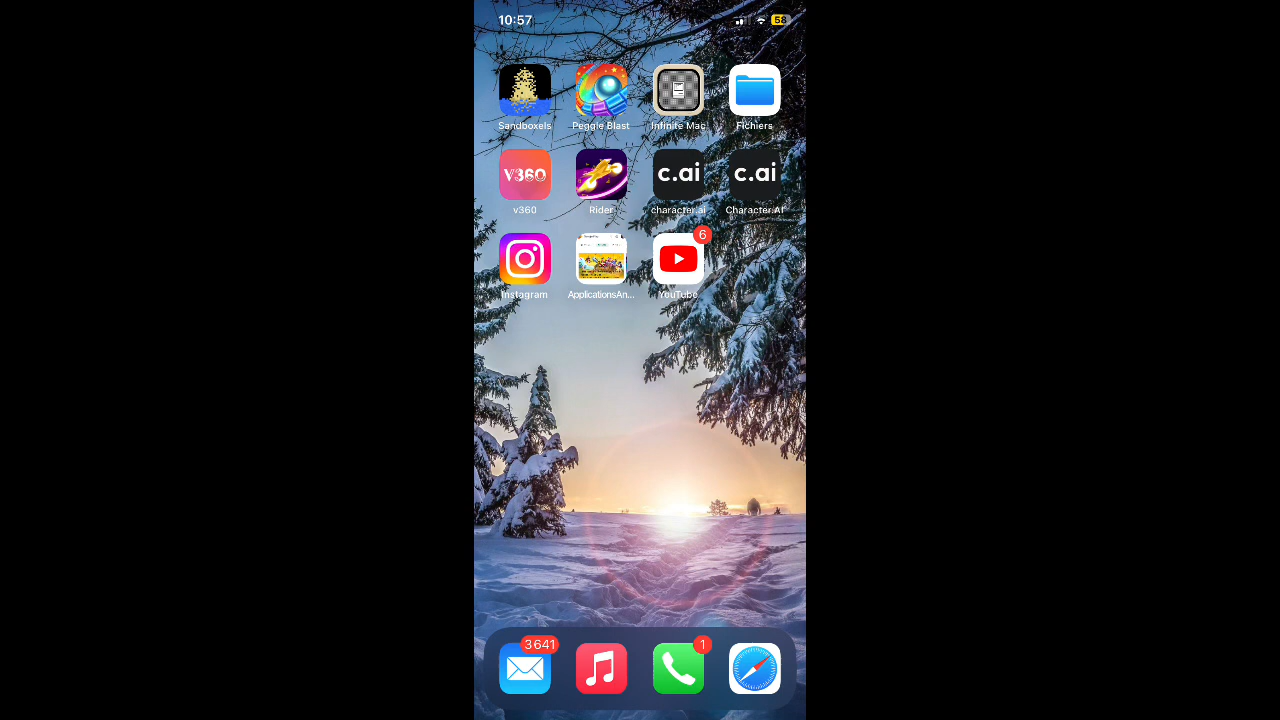 10:57
58
Sandboxels
Peggle Blast
Infinite Mac
Fichiers
V360
c.ai
c.ai
v360
Rider
character.ai
Character.AI
6
Instagram
ApplicationsAn...
YouTube
3641
1